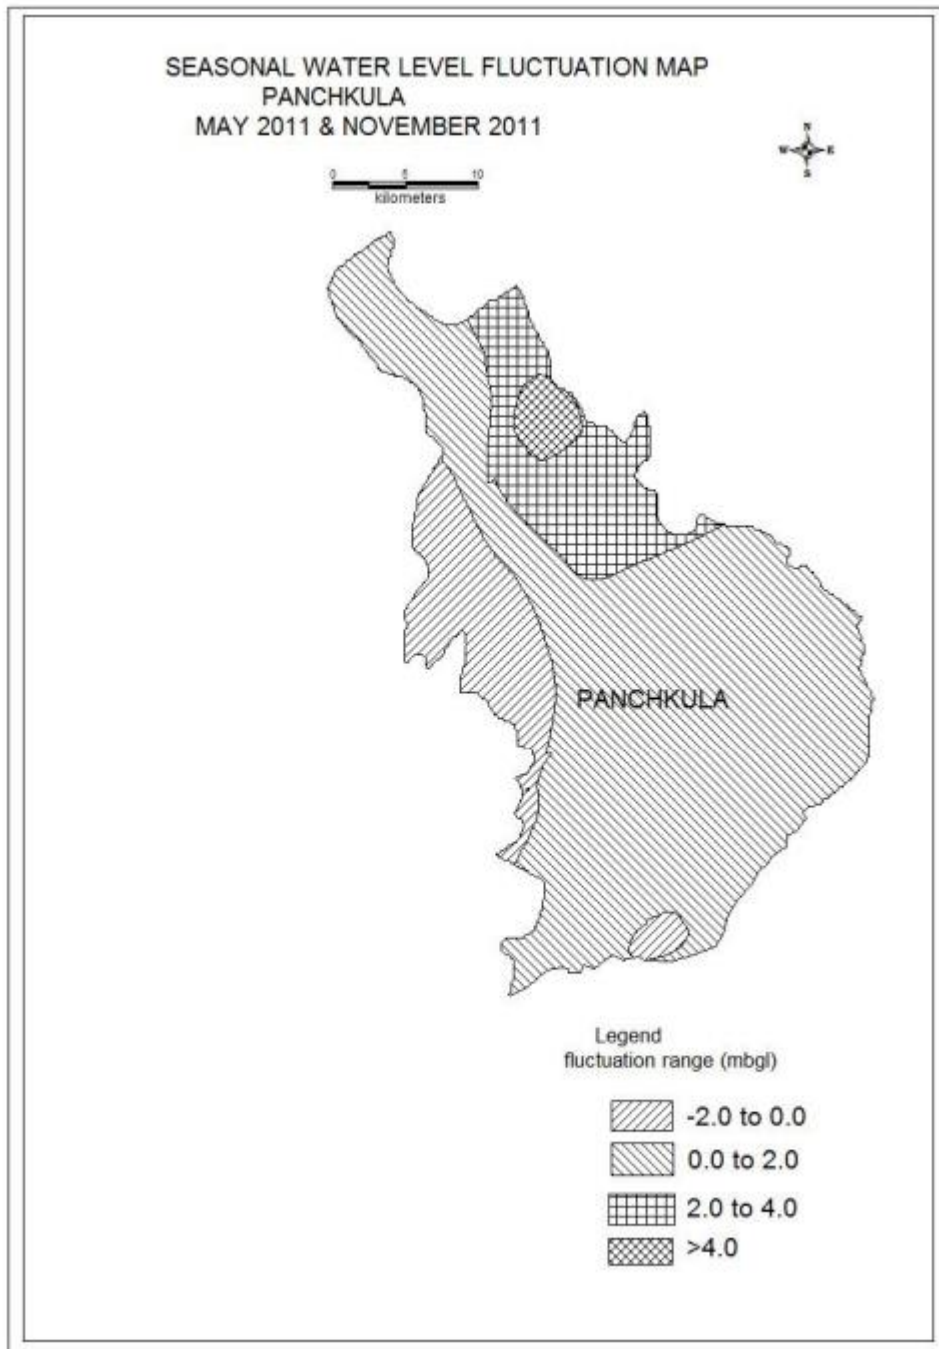 SEASONAL WATER LEVEL FLUCTUATION MAP
PANCHKULA
MAY 2011 & NOVEMBER 2011
N
W E
S
0 5 10
kilometers
PANCHKULA
Legend
fluctuation range (mbgl)
-2.0 to 0.0
0.0 to 2.0
2.0 to 4.0
>4.0